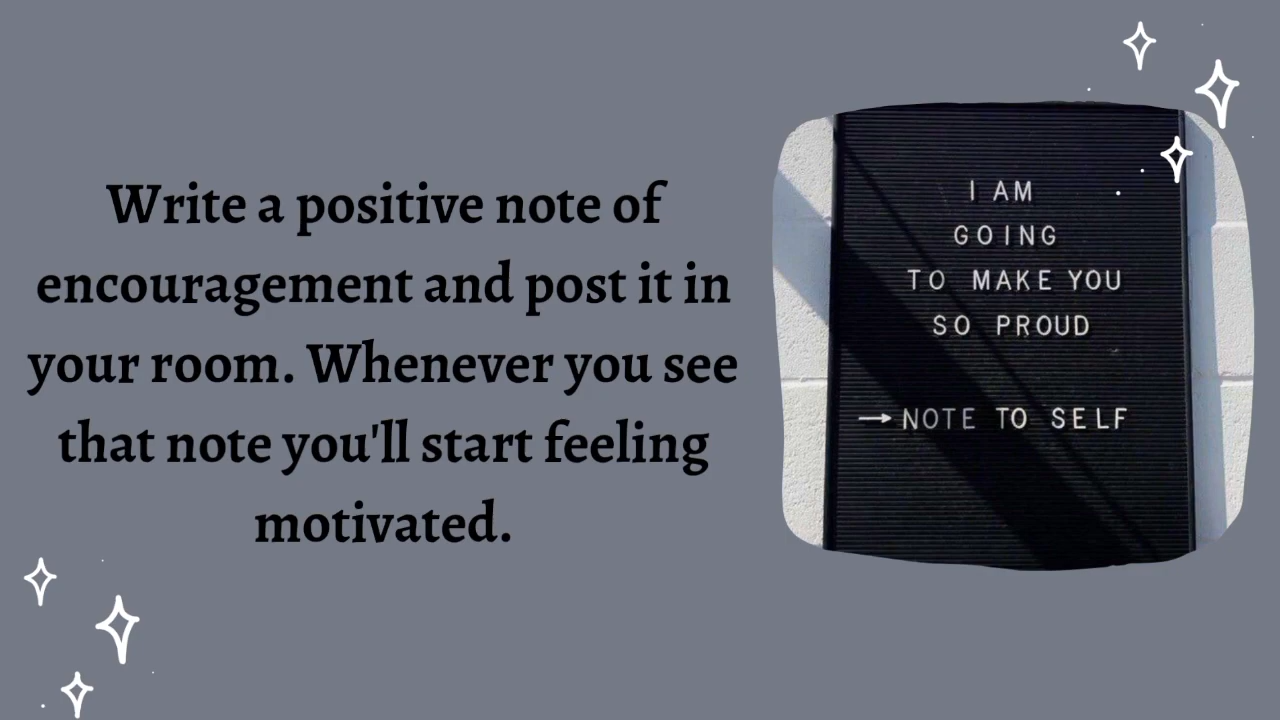 Write a positive note of
encouragement and post it in
your room. Whenever you see
that note you'll start feeling
motivated.
I AM
GOING
TO MAKE YOU
SO PROUD
→NOTE TO SELF